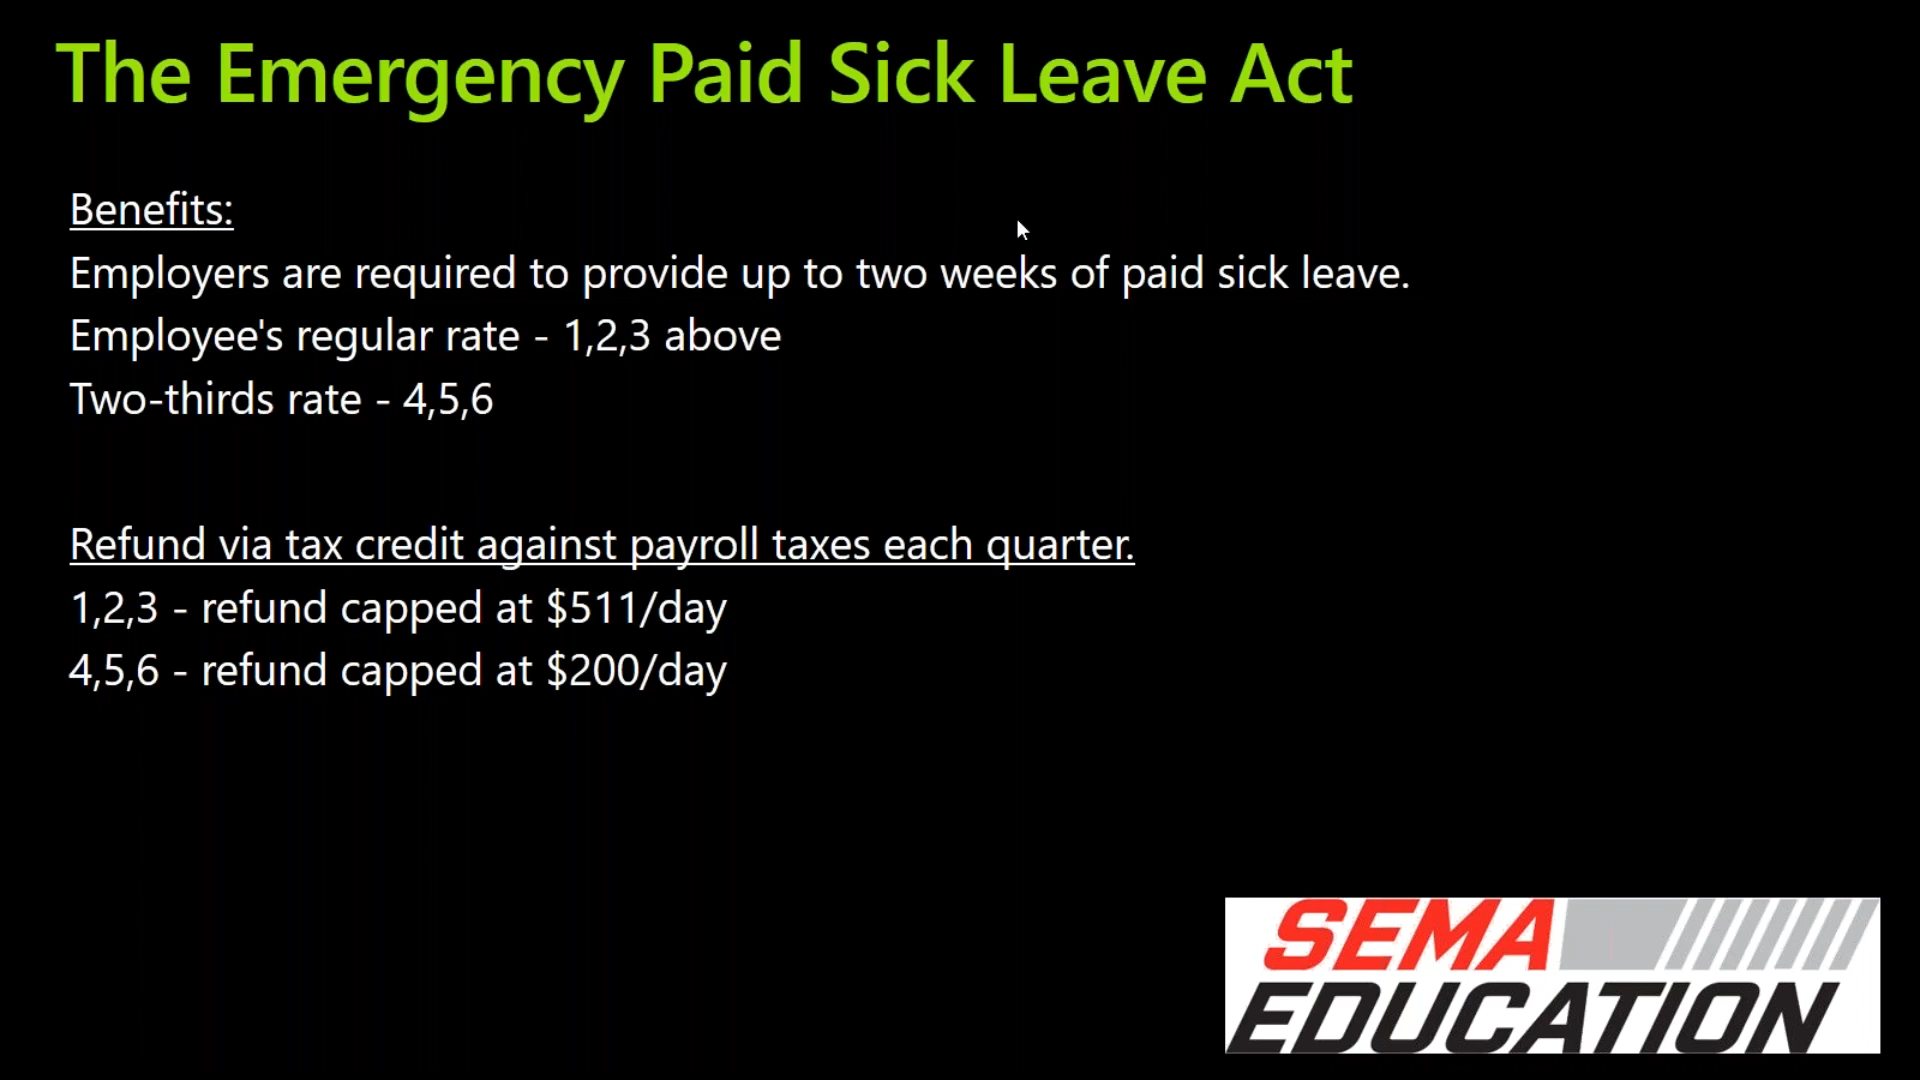 The Emergency Paid Sick Leave Act
Benefits:
Employers are required to provide up to two weeks of paid sick leave.
Employee's regular rate - 1,2,3 above
Two-thirds rate - 4,5,6
Refund via tax credit against payroll taxes each quarter.
1,2,3 - refund capped at $511/day
4,5,6 - refund capped at $200/day
SEMA
EDUCATION